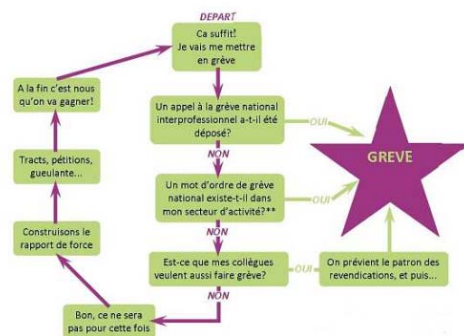 DEPART
Ca suffit!
Je vais me mettre
en grève
Un appel à la grève national
interprofessionnel a-t-il été
déposé?
OUI
NON
Un mot d'ordre de grève
national existe-t-il dans
mon secteur d'activité?**
OUI
NON
Est-ce que mes collègues
veulent aussi faire grève?
OUI
On prévient le patron des
revendications, et puis...
GREVE
NON
Bon, ce ne sera
pas pour cette fois
Construisons le
rapport de force
Tracts, pétitions,
gueulante...
A la fin c'est nous
qu'on va gagner!